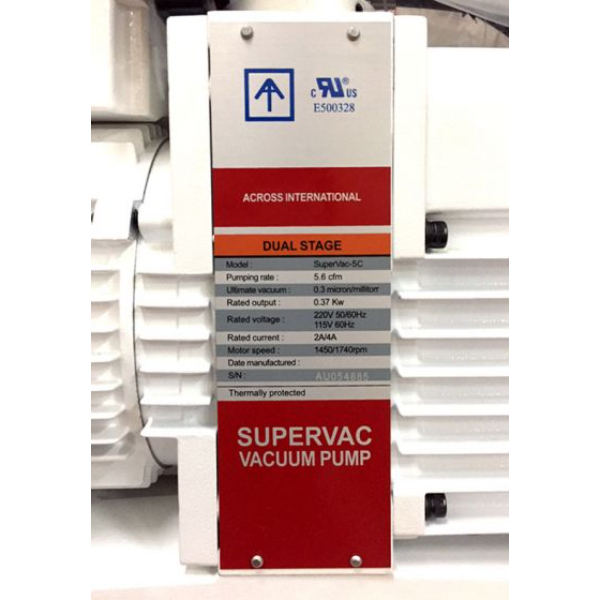 c RU® US
E500328
ACROSS INTERNATIONAL
DUAL STAGE
Model : SuperVac-5C
Pumping rate : 5.6 cfm
Ultimate vacuum : 0.3 micron/millitorr
Rated output : 0.37 Kw
Rated voltage : 220V 50/60Hz
115V 60Hz
Rated current : 2A/4A
Motor speed : 1450/1740rpm
Date manufactured :
S/N : AU054885
Thermally protected
SUPERVAC
VACUUM PUMP